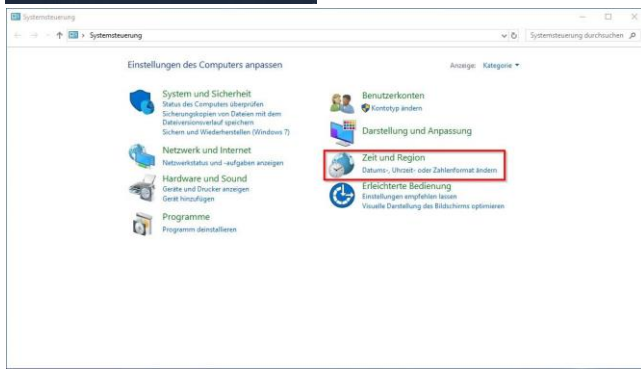 Systemsteuerung
Systemsteuerung
Systemsteuerung durchsuchen
Einstellungen des Computers anpassen
Anzeige: Kategorie
System und Sicherheit
Status des Computers überprüfen
Sicherungskopien von Dateien mit dem
Dateiversionsverlauf speichern
Sichern und Wiederherstellen (Windows 7)
Netzwerk und Internet
Netzwerkstatus und -aufgaben anzeigen
Hardware und Sound
Geräte und Drucker anzeigen
Gerät hinzufügen
Programme
Programm deinstallieren
Benutzerkonten
Kontotyp ändern
Darstellung und Anpassung
Zeit und Region
Datums-, Uhrzeit- oder Zahlenformat ändern
Erleichterte Bedienung
Einstellungen empfehlen lassen
Visuelle Darstellung des Bildschirms optimieren